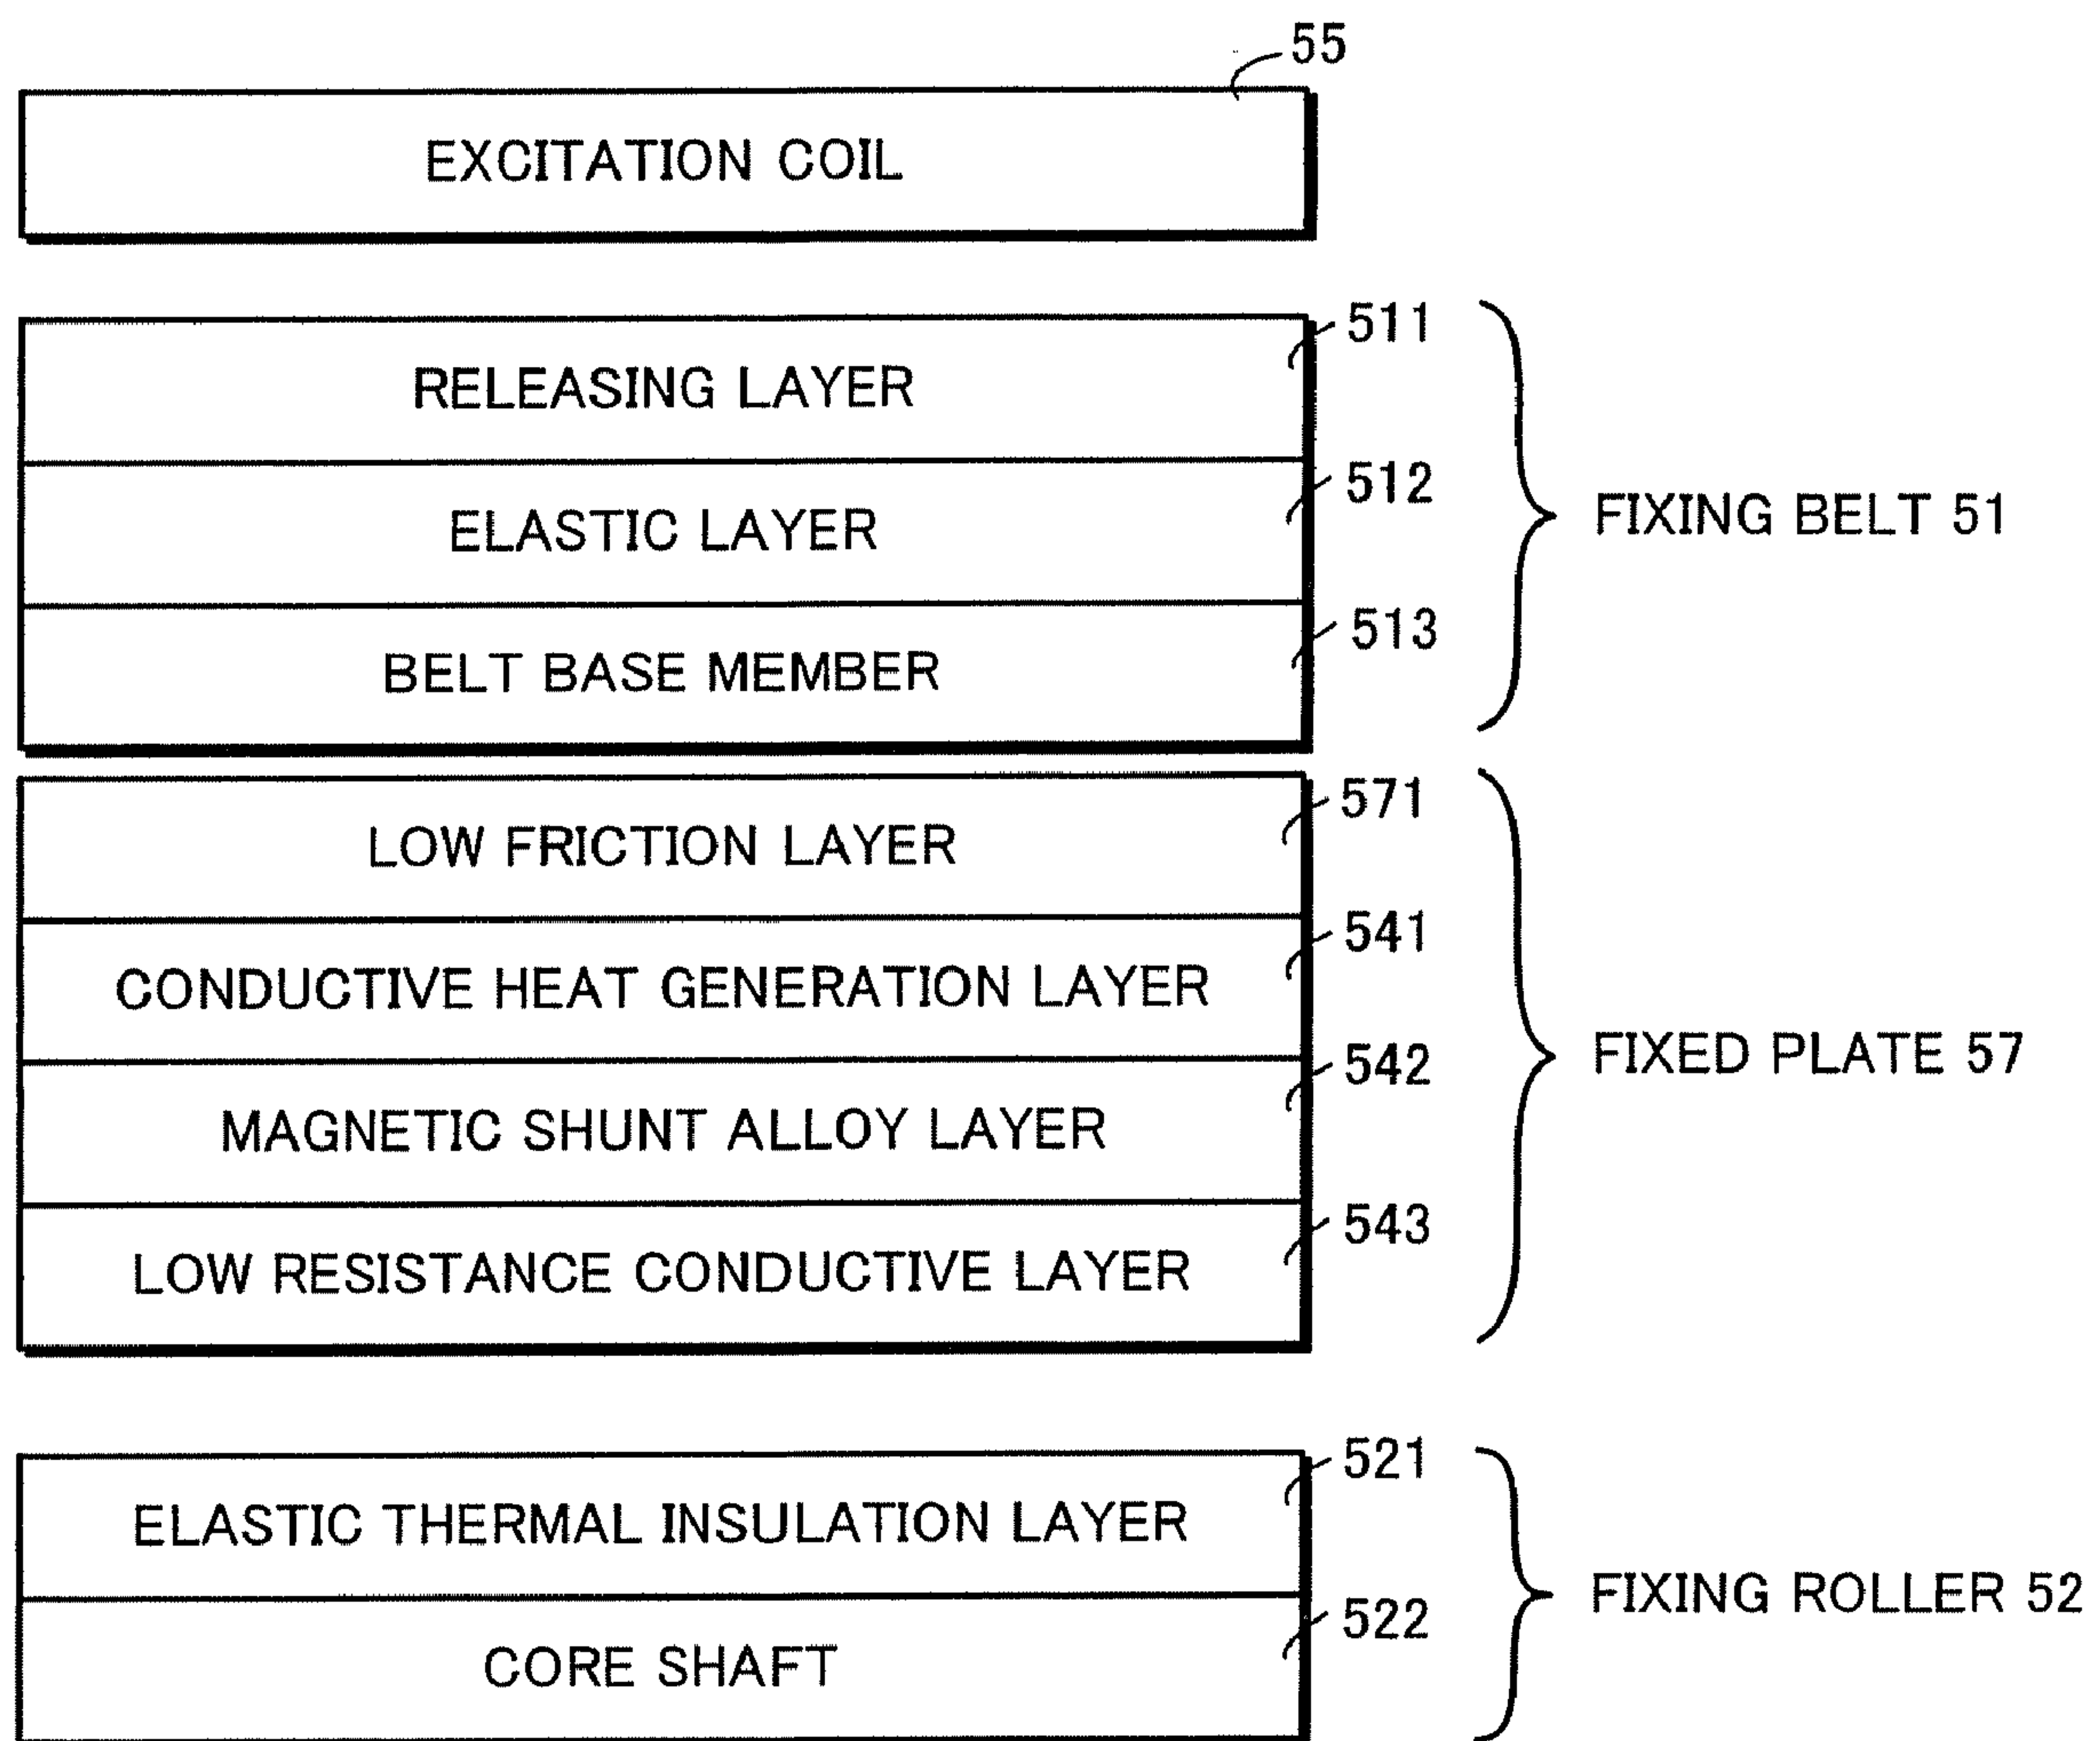 55
EXCITATION COIL
511
RELEASING LAYER
512
ELASTIC LAYER
FIXING BELT 51
513
BELT BASE MEMBER
571
LOW FRICTION LAYER
541
CONDUCTIVE HEAT GENERATION LAYER
542
FIXED PLATE 57
MAGNETIC SHUNT ALLOY LAYER
543
LOW RESISTANCE CONDUCTIVE LAYER
521
ELASTIC THERMAL INSULATION LAYER
FIXING ROLLER 52
522
CORE SHAFT